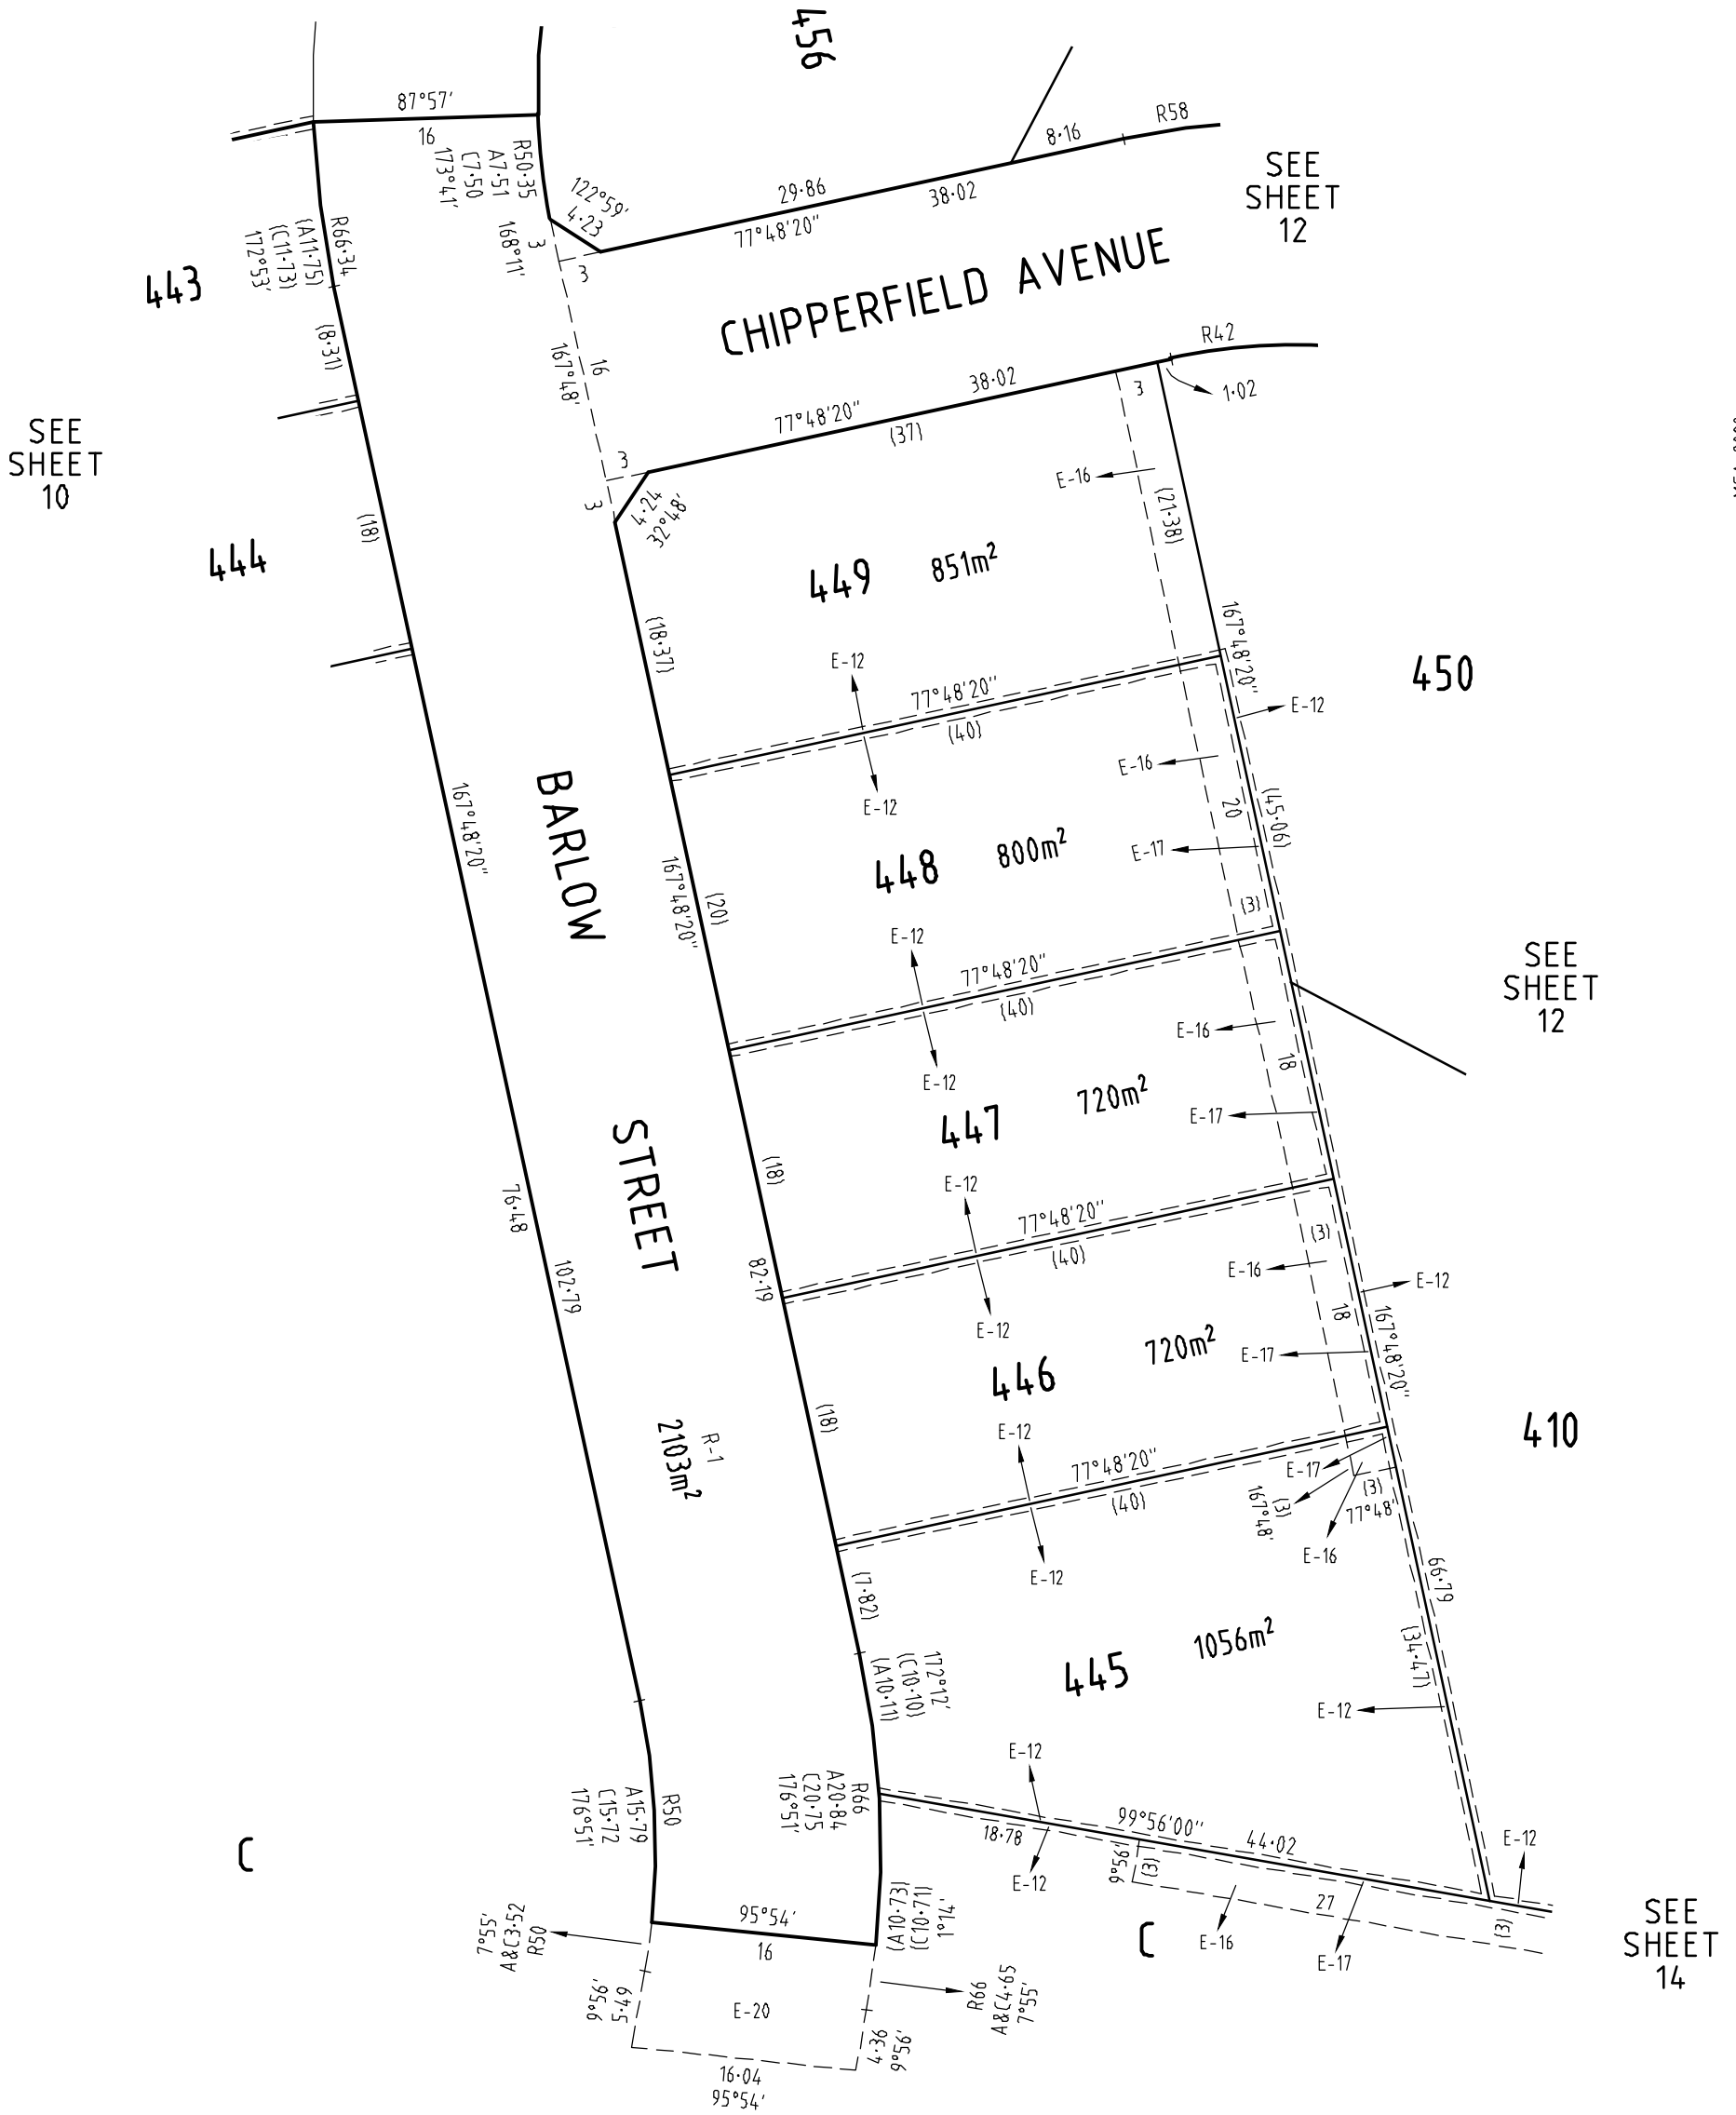 456
87°57'
16
R50·35
A7·51
C7·50
173°41'
122°59'
4·23
3
168°11'
3
29·86
77°48'20"
38·02
8·16
R58
SEE
SHEET
12
R66·34
(A11·75)
(C11·73)
172°53'
443
(8·31)
CHIPPERFIELD AVENUE
16
167°48'
R42
1·02
3
38·02
77°48'20"
(37)
3
3
4·24
32°48'
SEE
SHEET
10
(18)
444
E-16
(21·38)
449
851m²
(18·37)
167°48'20"
450
E-12
77°48'20"
(40)
E-12
E-12
E-16
20
(45·06)
E-17
(3)
448
800m²
BARLOW
STREET
167°48'20"
167°48'20"
(20)
E-12
77°48'20"
(40)
E-12
SEE
SHEET
12
E-16
18
E-17
447
720m²
(18)
E-12
77°48'20"
(40)
E-12
76·48
102·79
82·19
(3)
E-16
18
E-12
167°48'20"
E-17
446
720m²
(18)
410
R-1
2103m²
E-12
77°48'20"
(40)
E-12
E-17
(3)
167°48'
(3)
77°48'
E-16
66·79
(7·82)
445
1056m²
(34·47)
E-12
172°12'
(C10·10)
(A10·11)
E-12
R50
A15·79
C15·72
176°51'
R66
A20·84
C20·75
176°51'
C
18·78
99°56'00"
44·02
E-12
E-12
9°56'
(3)
27
(3)
E-16
E-17
C
SEE
SHEET
14
95°54'
16
(A10·73)
(C10·71)
1°14'
7°55'
A&C3·52
R50
R66
A&C4·65
7°55'
9°56'
5·49
E-20
4·36
9°56'
16·04
95°54'